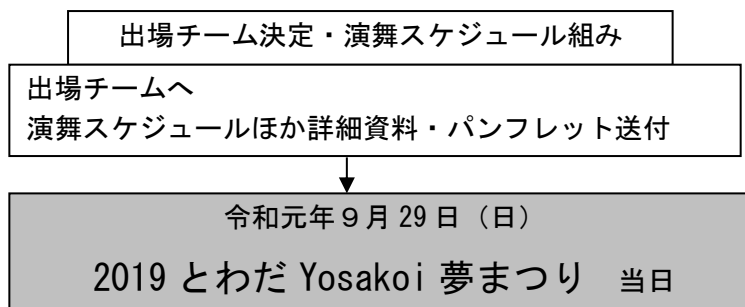 出場チーム決定・演舞スケジュール組み
出場チームへ
演舞スケジュールほか詳細資料・パンフレット送付
令和元年９月 29 日（日）
2019 とわだ Yosakoi 夢まつり　当日